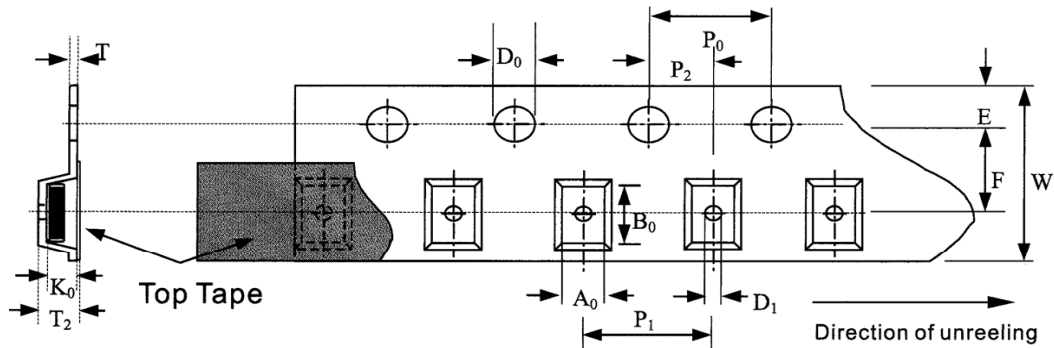 T
D₀
P₀
P₂
E
F
W
B₀
K₀
Top Tape
T₂
A₀
D₁
P₁
Direction of unreeling